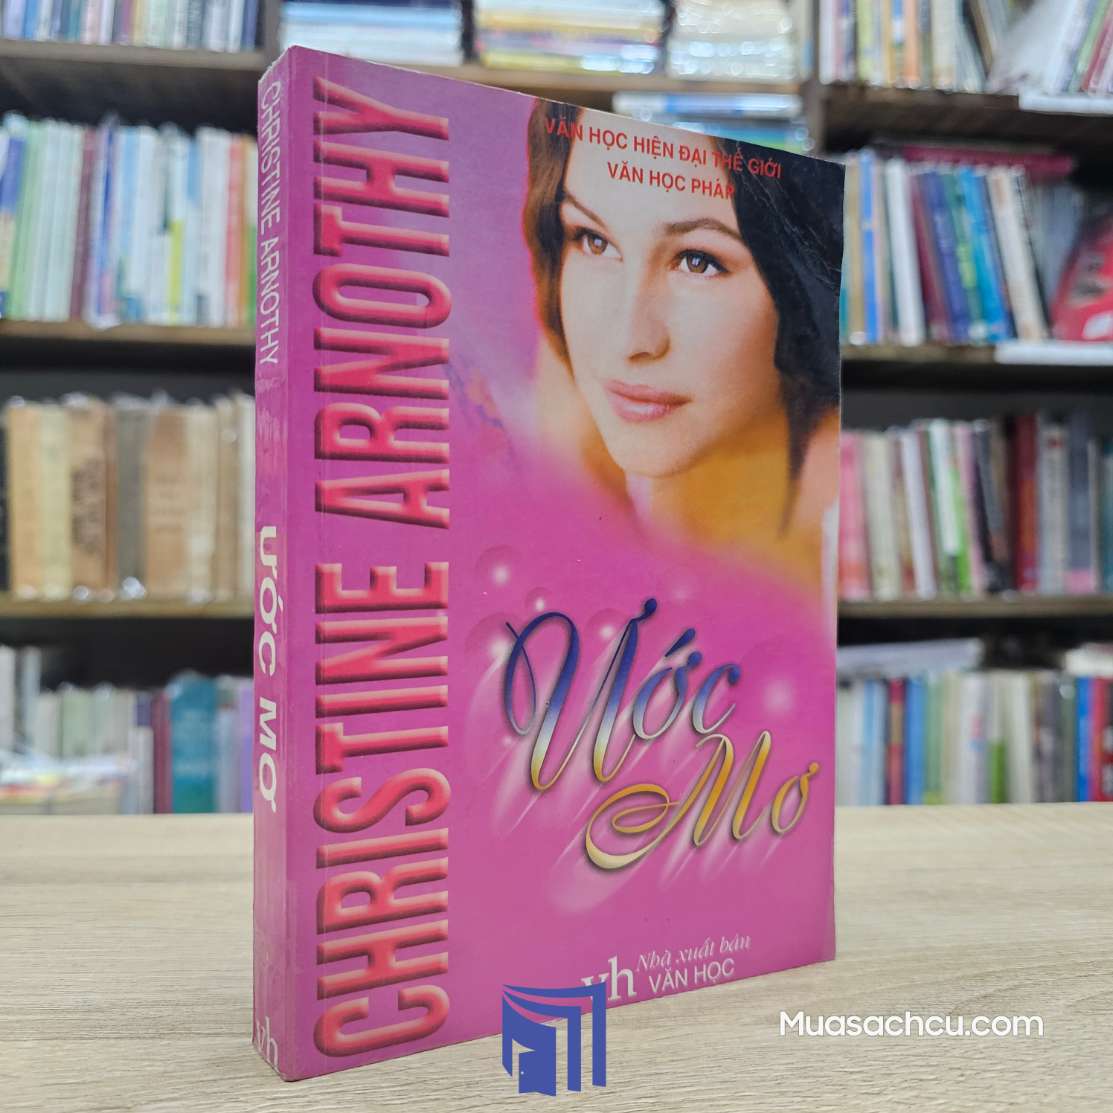 CHRISTINE ARNOTHY
ƯỚC MƠ
vh
CHRISTINE ARNOTHY
VĂN HỌC HIỆN ĐẠI THẾ GIỚI
VĂN HỌC PHÁP
Ước
Mơ
vh Nhà xuất bản
VĂN HỌC
Muasachcu.com